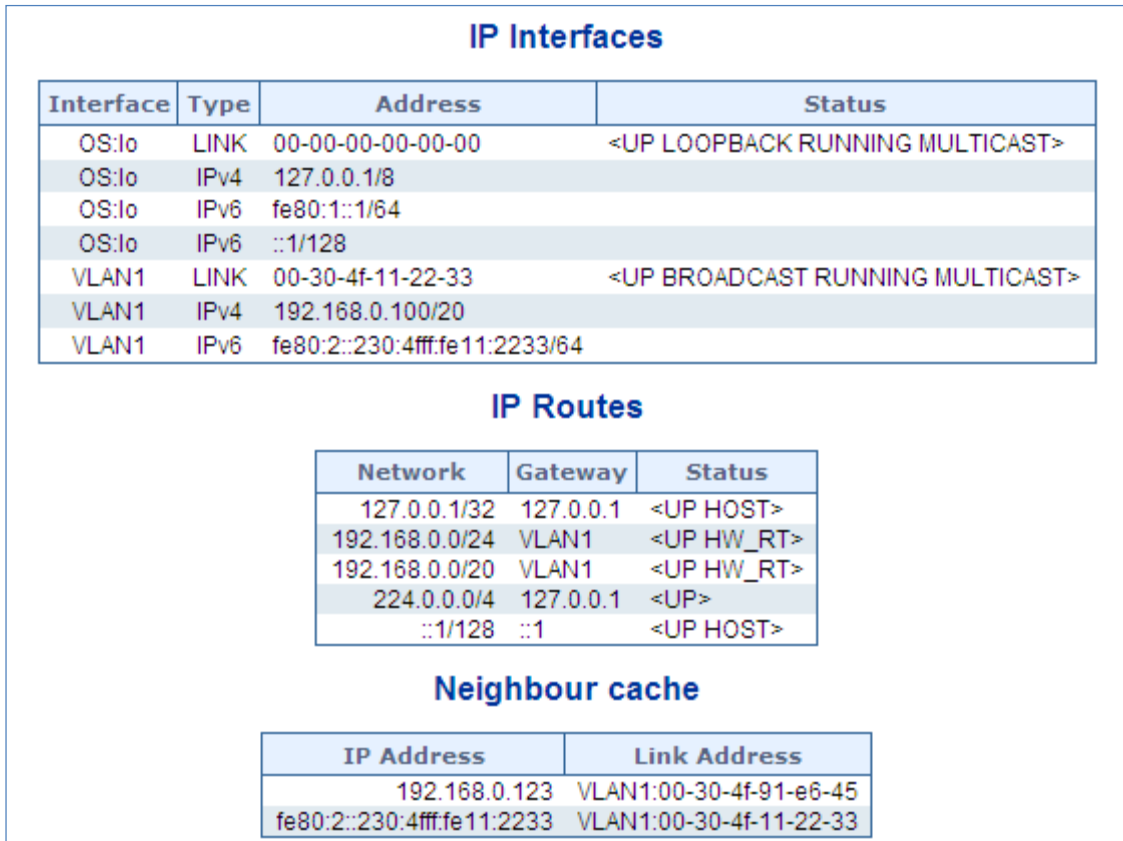 IP Interfaces
Interface Type Address Status
OS:lo LINK 00-00-00-00-00-00 <UP LOOPBACK RUNNING MULTICAST>
OS:lo IPv4 127.0.0.1/8
OS:lo IPv6 fe80:1::1/64
OS:lo IPv6 ::1/128
VLAN1 LINK 00-30-4f-11-22-33 <UP BROADCAST RUNNING MULTICAST>
VLAN1 IPv4 192.168.0.100/20
VLAN1 IPv6 fe80:2::230:4fff:fe11:2233/64
IP Routes
Network Gateway Status
127.0.0.1/32 127.0.0.1 <UP HOST>
192.168.0.0/24 VLAN1 <UP HW_RT>
192.168.0.0/20 VLAN1 <UP HW_RT>
224.0.0.0/4 127.0.0.1 <UP>
::1/128 ::1 <UP HOST>
Neighbour cache
IP Address Link Address
192.168.0.123 VLAN1:00-30-4f-91-e6-45
fe80:2::230:4fff:fe11:2233 VLAN1:00-30-4f-11-22-33